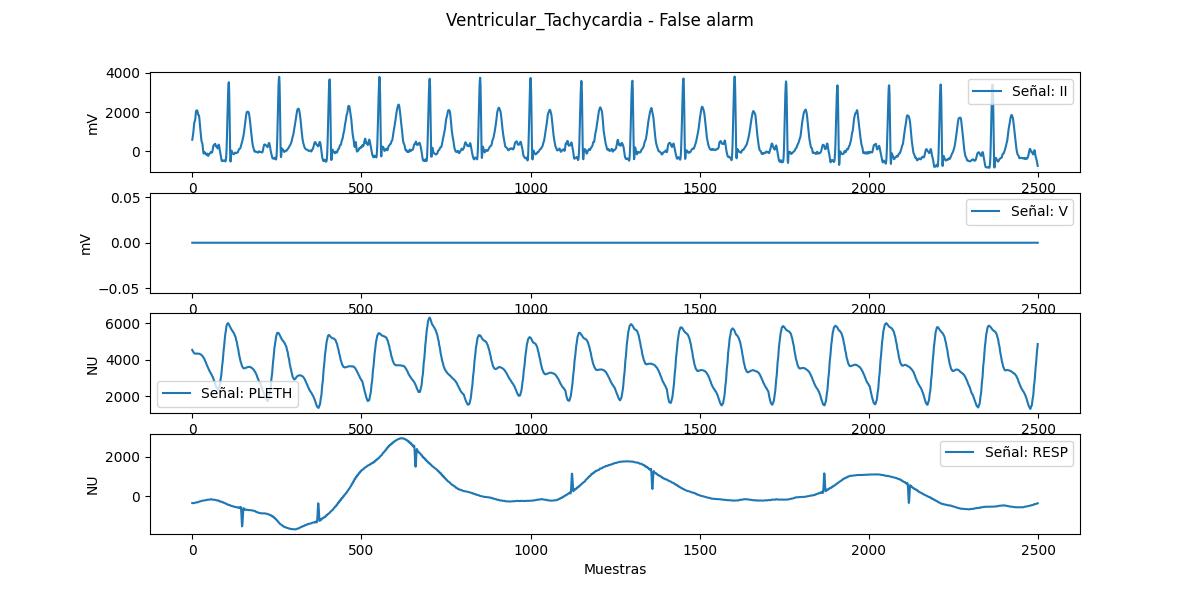 Ventricular_Tachycardia - False alarm
4000
2000
0
mV
Señal: II
0 500 1000 1500 2000 2500
0.05
0.00
−0.05
mV
Señal: V
0 500 1000 1500 2000 2500
6000
4000
2000
NU
Señal: PLETH
0 500 1000 1500 2000 2500
2000
0
NU
Señal: RESP
0 500 1000 1500 2000 2500
Muestras